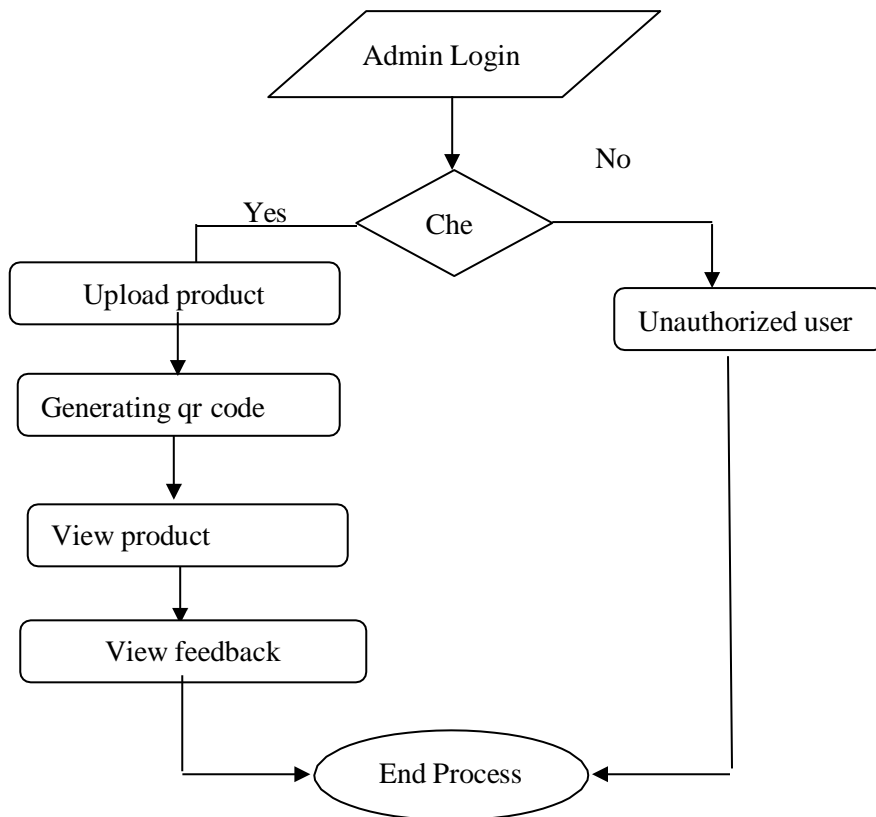 Admin Login
No
Yes
Che
Upload product
Unauthorized user
Generating qr code
View product
View feedback
End Process